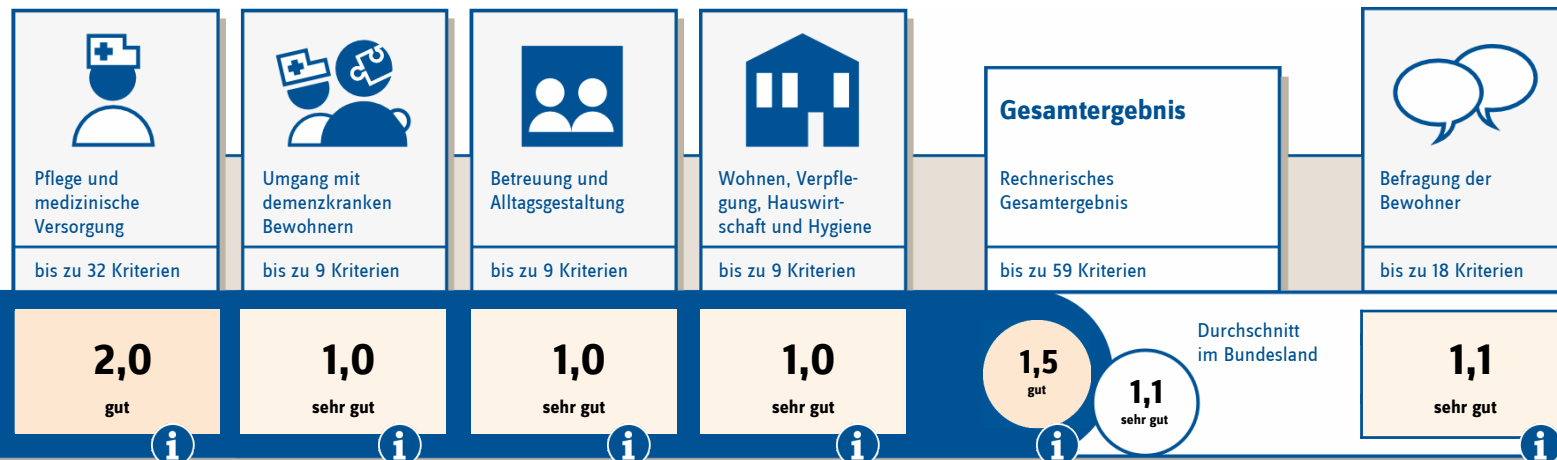 Pflege und
medizinische
Versorgung
bis zu 32 Kriterien
2,0
gut
i
Umgang mit
demenzkranken
Bewohnern
bis zu 9 Kriterien
1,0
sehr gut
i
Betreuung und
Alltagsgestaltung
bis zu 9 Kriterien
1,0
sehr gut
i
Wohnen, Verpfle-
gung, Hauswirt-
schaft und Hygiene
bis zu 9 Kriterien
1,0
sehr gut
i
Gesamtergebnis
Rechnerisches
Gesamtergebnis
bis zu 59 Kriterien
1,5
gut
i
Durchschnitt
im Bundesland
1,1
sehr gut
Befragung der
Bewohner
bis zu 18 Kriterien
1,1
sehr gut
i